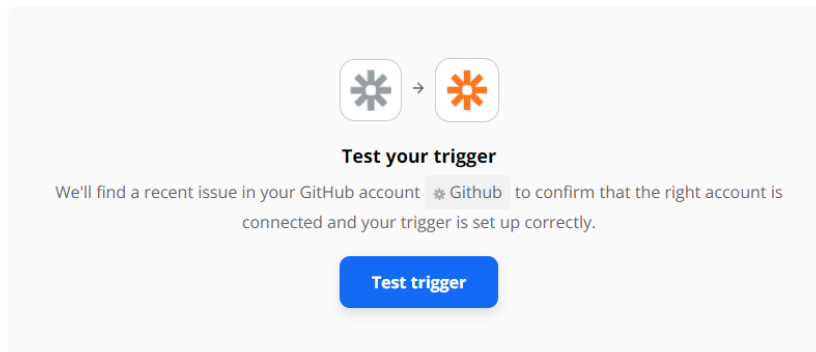 Test your trigger
We'll find a recent issue in your GitHub account Github to confirm that the right account is
connected and your trigger is set up correctly.
Test trigger